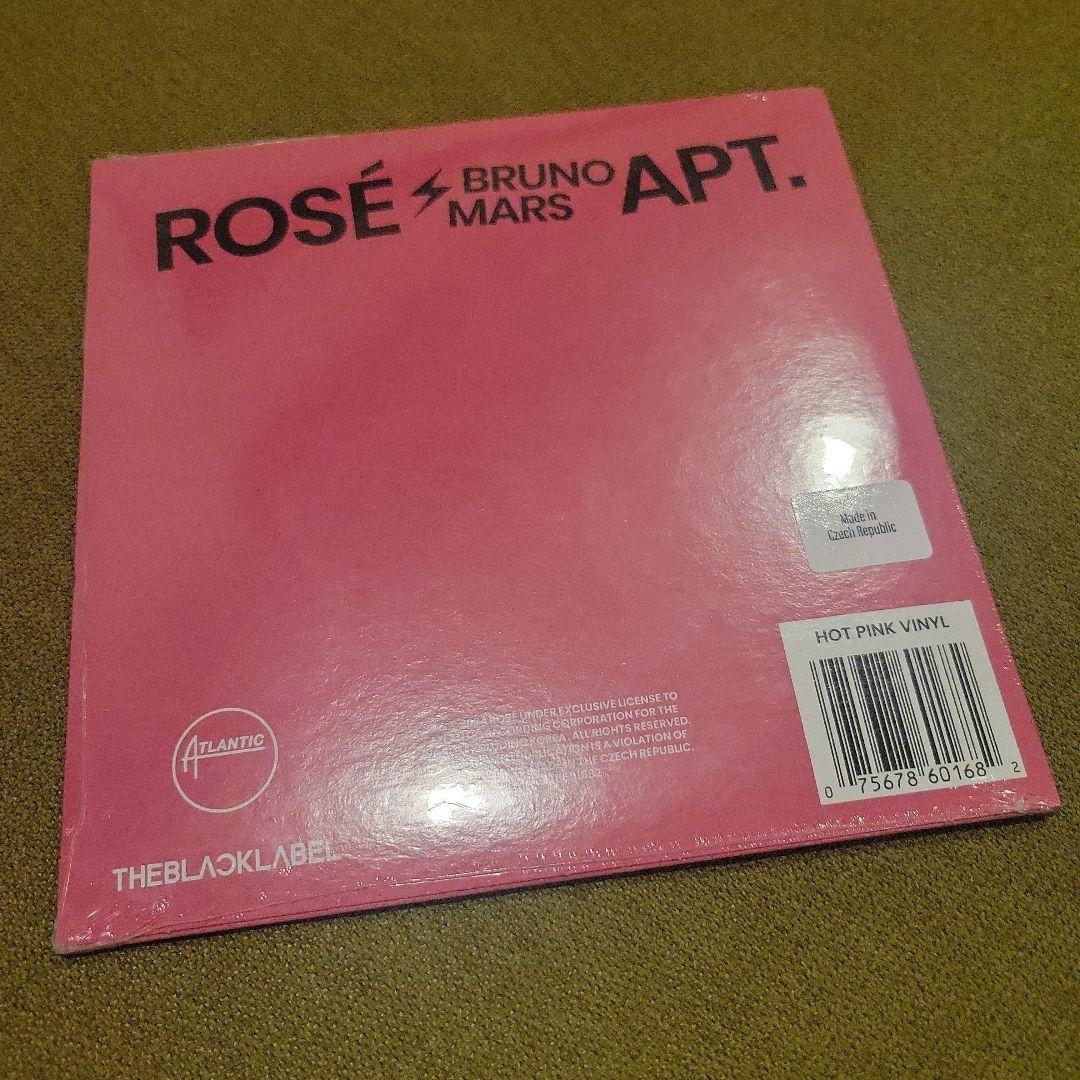 ROSÉ
BRUNO
MARS
APT.
Made in
Czech Republic
HOT PINK VINYL
0 75678 60168 2
ROSÉ UNDER EXCLUSIVE LICENSE TO
CORPORATION FOR THE
ALL RIGHTS RESERVED.
IS A VIOLATION OF
THE CZECH REPUBLIC.
ATLANTIC
THEBLACKLABEL